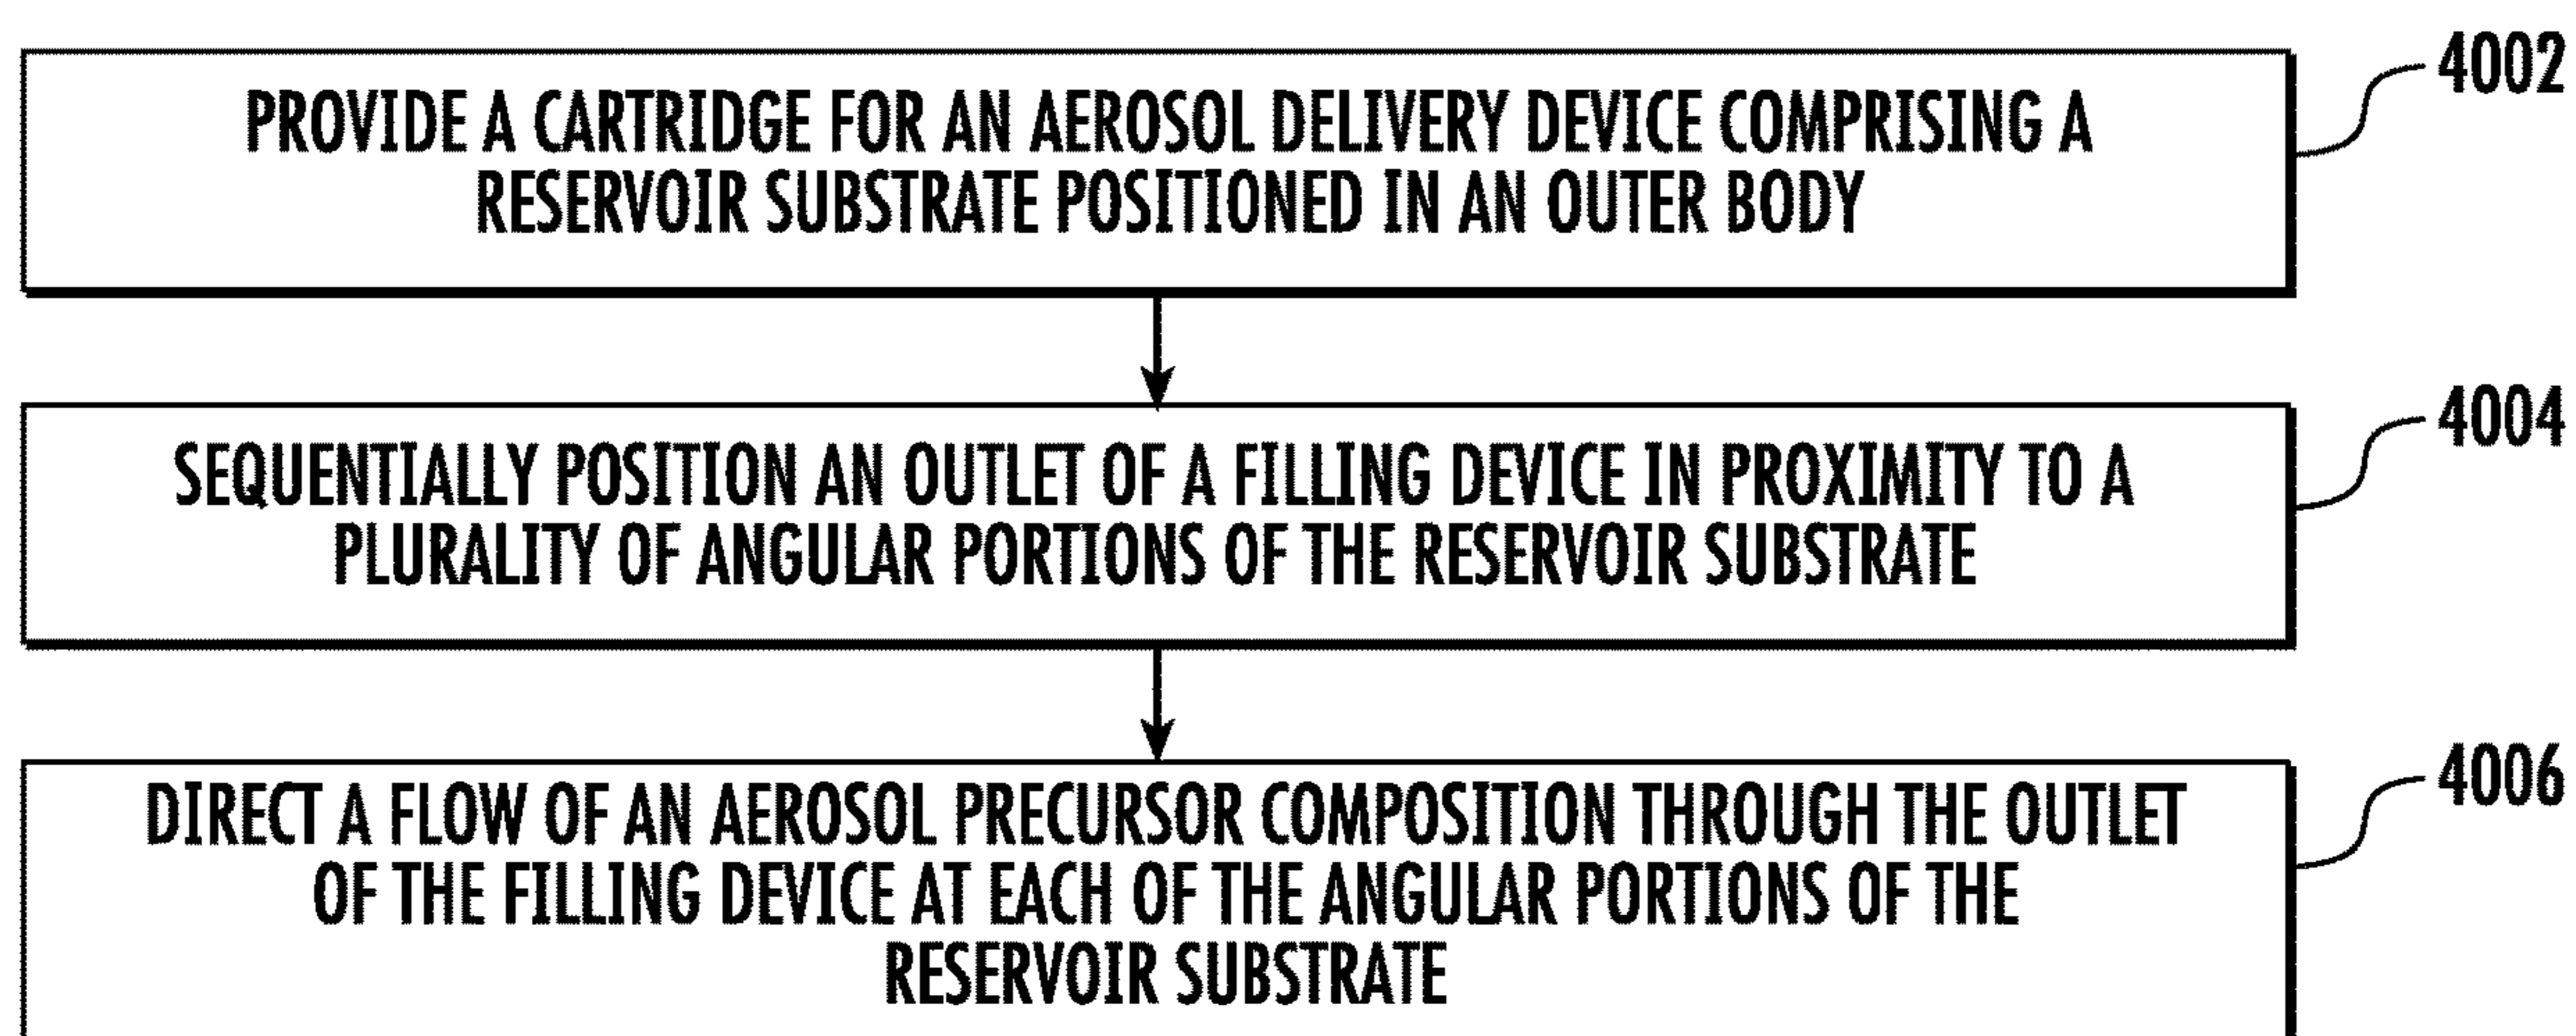 PROVIDE A CARTRIDGE FOR AN AEROSOL DELIVERY DEVICE COMPRISING A
RESERVOIR SUBSTRATE POSITIONED IN AN OUTER BODY
4002
SEQUENTIALLY POSITION AN OUTLET OF A FILLING DEVICE IN PROXIMITY TO A
PLURALITY OF ANGULAR PORTIONS OF THE RESERVOIR SUBSTRATE
4004
DIRECT A FLOW OF AN AEROSOL PRECURSOR COMPOSITION THROUGH THE OUTLET
OF THE FILLING DEVICE AT EACH OF THE ANGULAR PORTIONS OF THE
RESERVOIR SUBSTRATE
4006